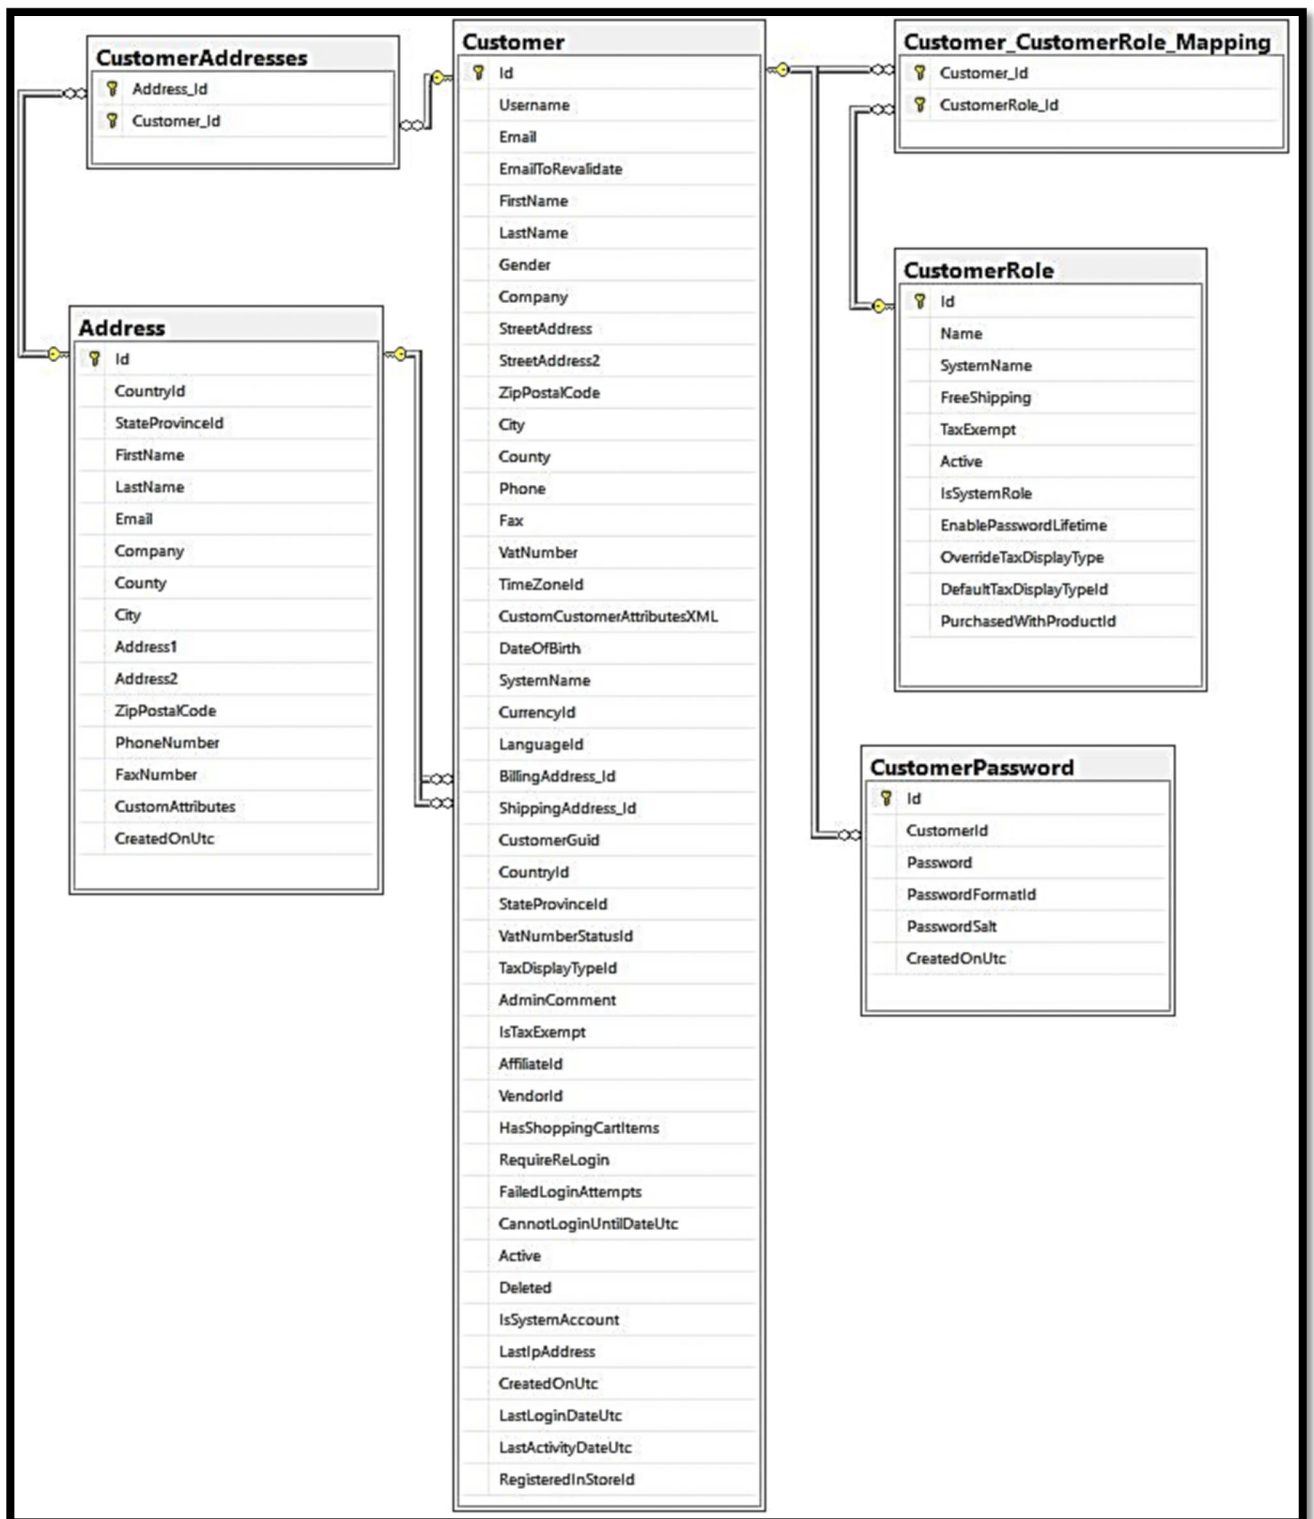 CustomerAddresses
Address_Id
Customer_Id
Address
Id
CountryId
StateProvinceId
FirstName
LastName
Email
Company
County
City
Address1
Address2
ZipPostalCode
PhoneNumber
FaxNumber
CustomAttributes
CreatedOnUtc
Customer
Id
Username
Email
EmailToRevalidate
FirstName
LastName
Gender
Company
StreetAddress
StreetAddress2
ZipPostalCode
City
County
Phone
Fax
VatNumber
TimeZoneId
CustomCustomerAttributesXML
DateOfBirth
SystemName
CurrencyId
LanguageId
BillingAddress_Id
ShippingAddress_Id
CustomerGuid
CountryId
StateProvinceId
VatNumberStatusId
TaxDisplayTypeId
AdminComment
IsTaxExempt
AffiliateId
VendorId
HasShoppingCartItems
RequireReLogin
FailedLoginAttempts
CannotLoginUntilDateUtc
Active
Deleted
IsSystemAccount
LastIpAddress
CreatedOnUtc
LastLoginDateUtc
LastActivityDateUtc
RegisteredInStoreId
Customer_CustomerRole_Mapping
Customer_Id
CustomerRole_Id
CustomerRole
Id
Name
SystemName
FreeShipping
TaxExempt
Active
IsSystemRole
EnablePasswordLifetime
OverrideTaxDisplayType
DefaultTaxDisplayTypeId
PurchasedWithProductId
CustomerPassword
Id
CustomerId
Password
PasswordFormatId
PasswordSalt
CreatedOnUtc